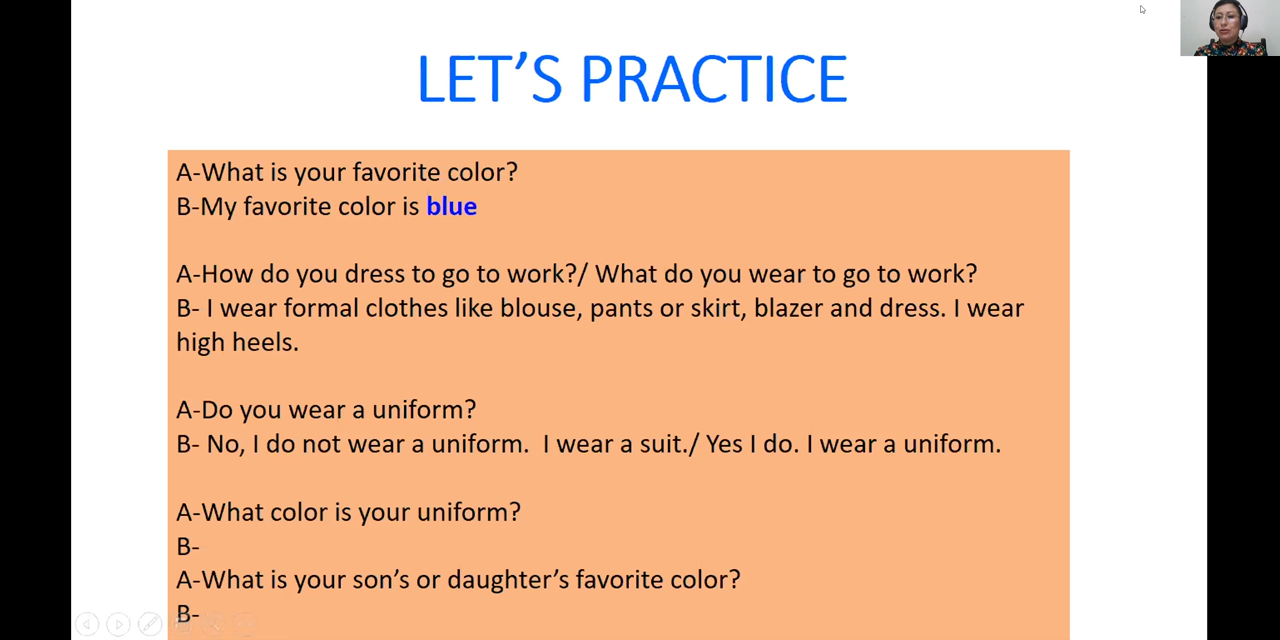 LET’S PRACTICE
A-What is your favorite color?
B-My favorite color is blue
A-How do you dress to go to work?/ What do you wear to go to work?
B- I wear formal clothes like blouse, pants or skirt, blazer and dress. I wear
high heels.
A-Do you wear a uniform?
B- No, I do not wear a uniform.  I wear a suit./ Yes I do. I wear a uniform.
A-What color is your uniform?
B-
A-What is your son’s or daughter’s favorite color?
B-